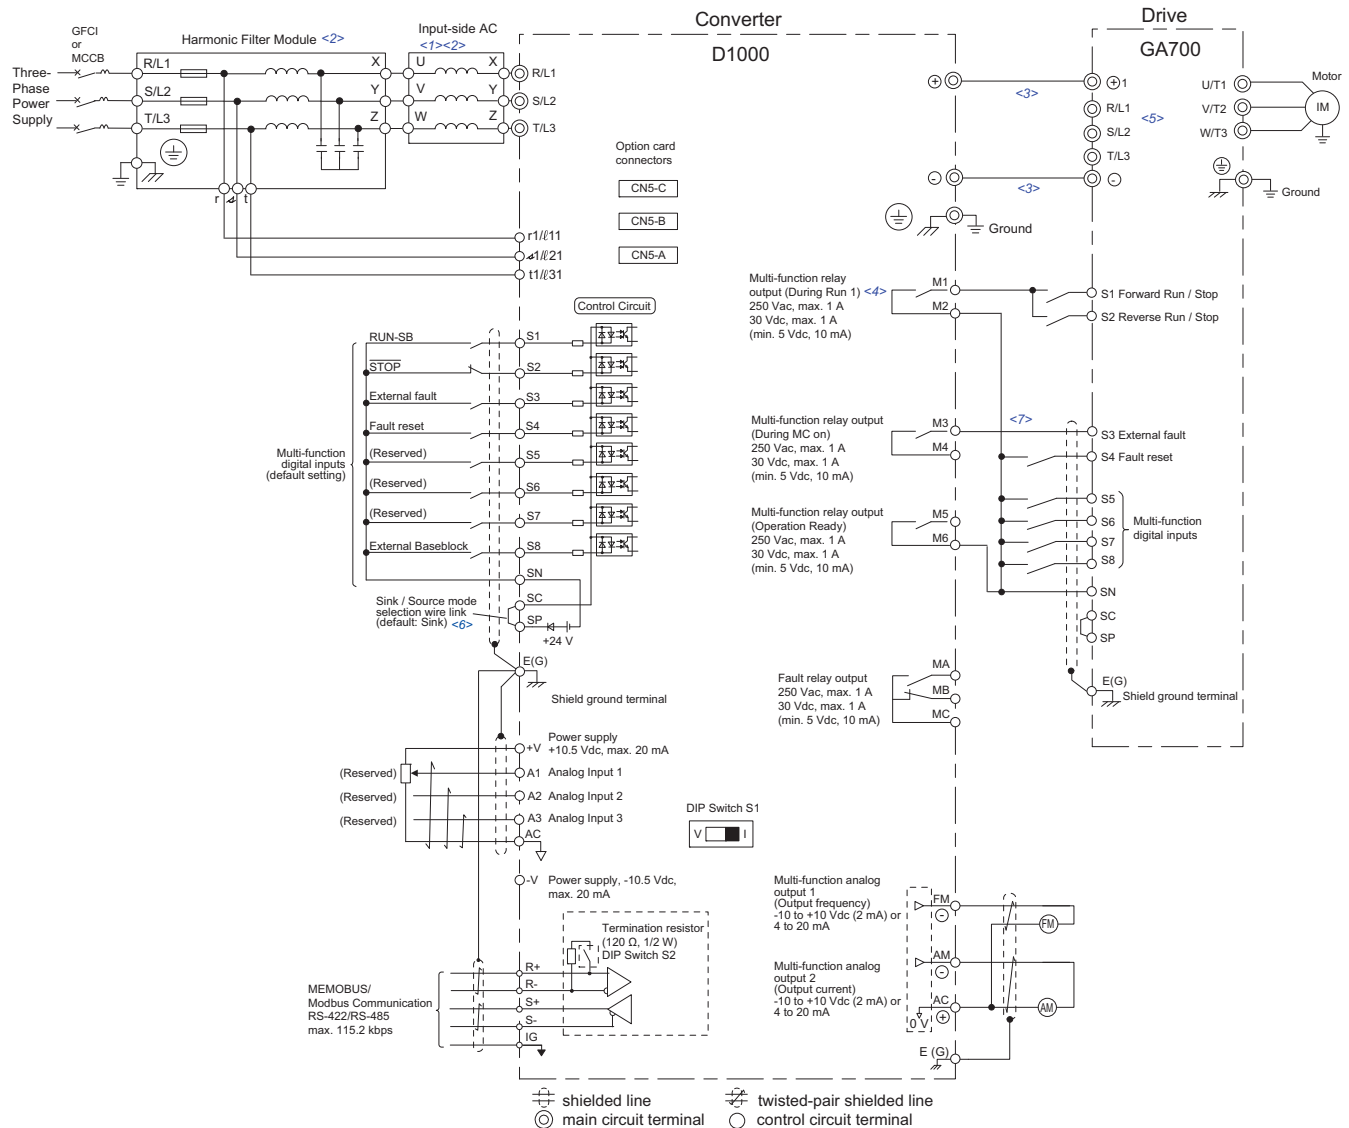 Converter
Drive
D1000
GA700
GFCI
or
MCCB
Harmonic Filter Module <2>
Input-side AC
<1><2>
Three-
Phase
Power
Supply
R/L1
S/L2
T/L3
X
Y
Z
U
V
W
X
Y
Z
R/L1
S/L2
T/L3
r
t
r1/ℓ11
1/ℓ21
t1/ℓ31
Option card
connectors
CN5-C
CN5-B
CN5-A
+
<3>
+1
R/L1
<5>
S/L2
T/L3
-
<3>
-
U/T1
V/T2
W/T3
Motor
IM
Ground
Ground
Control Circuit
Multi-function
digital inputs
(default setting)
RUN-SB
S1
STOP
S2
External fault
S3
Fault reset
S4
(Reserved)
S5
(Reserved)
S6
(Reserved)
S7
External Baseblock
S8
SN
SC
SP
+24 V
Sink / Source mode
selection wire link
(default: Sink) <6>
E(G)
Shield ground terminal
Multi-function relay
output (During Run 1) <4>
250 Vac, max. 1 A
30 Vdc, max. 1 A
(min. 5 Vdc, 10 mA)
M1
M2
S1 Forward Run / Stop
S2 Reverse Run / Stop
Multi-function relay output
(During MC on)
250 Vac, max. 1 A
30 Vdc, max. 1 A
(min. 5 Vdc, 10 mA)
M3
M4
<7>
S3 External fault
S4 Fault reset
Multi-function relay output
(Operation Ready)
250 Vac, max. 1 A
30 Vdc, max. 1 A
(min. 5 Vdc, 10 mA)
M5
M6
S5
S6
S7
S8
Multi-function
digital inputs
SN
SC
SP
E(G)
Shield ground terminal
Fault relay output
250 Vac, max. 1 A
30 Vdc, max. 1 A
(min. 5 Vdc, 10 mA)
MA
MB
MC
+V
Power supply
+10.5 Vdc, max. 20 mA
(Reserved)
A1 Analog Input 1
(Reserved)
A2 Analog Input 2
(Reserved)
A3 Analog Input 3
AC
-V Power supply, -10.5 Vdc,
max. 20 mA
DIP Switch S1
V I
Termination resistor
(120 Ω, 1/2 W)
DIP Switch S2
MEMOBUS/
Modbus Communication
RS-422/RS-485
max. 115.2 kbps
R+
R-
S+
S-
IG
Multi-function analog
output 1
(Output frequency)
-10 to +10 Vdc (2 mA) or
4 to 20 mA
FM
-
FM
Multi-function analog
output 2
(Output current)
-10 to +10 Vdc (2 mA) or
4 to 20 mA
AM
-
AC
+
AM
0 V
E (G)
shielded line
twisted-pair shielded line
main circuit terminal
control circuit terminal